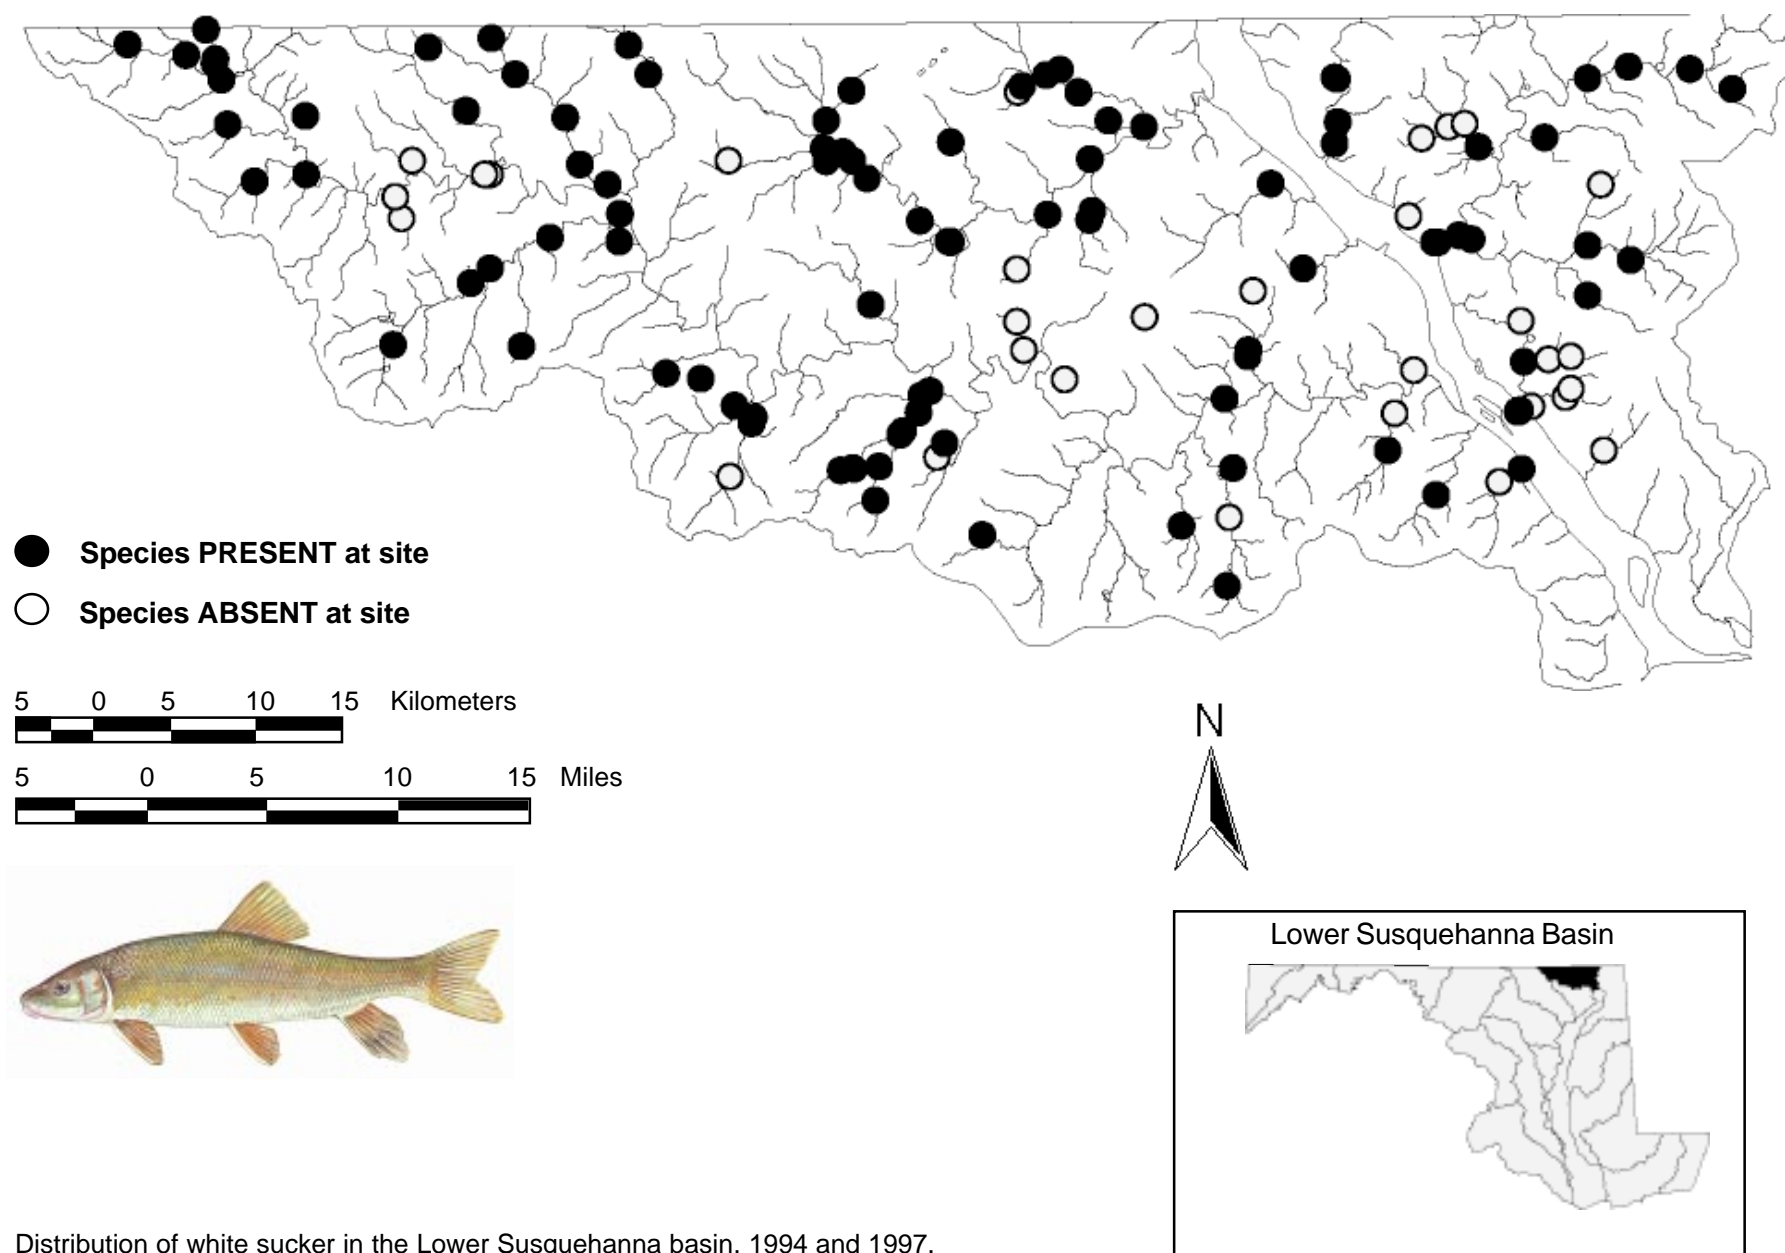 Species PRESENT at site
Species ABSENT at site
5 0 5 10 15 Kilometers
5 0 5 10 15 Miles
N
Lower Susquehanna Basin
Distribution of white sucker in the Lower Susquehanna basin, 1994 and 1997.